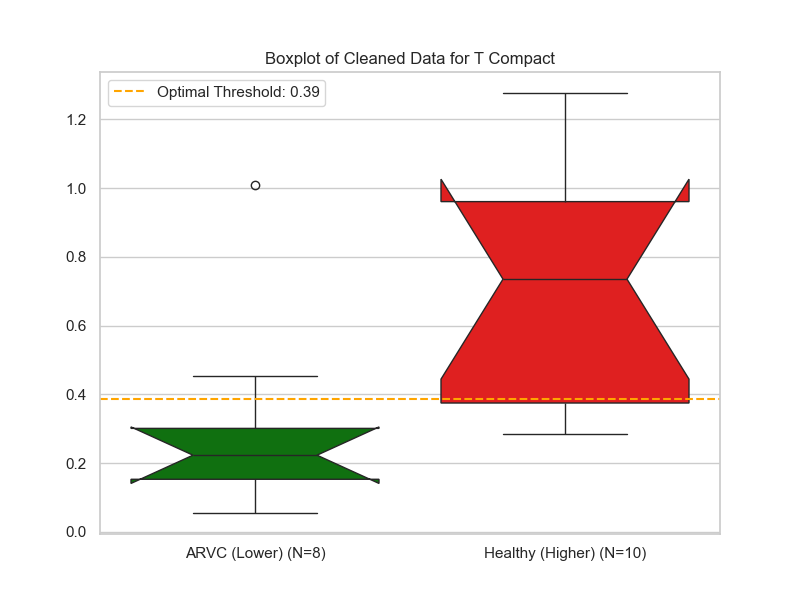 Boxplot of Cleaned Data for T Compact
Optimal Threshold: 0.39
1.2
1.0
0.8
0.6
0.4
0.2
0.0
ARVC (Lower) (N=8)
Healthy (Higher) (N=10)